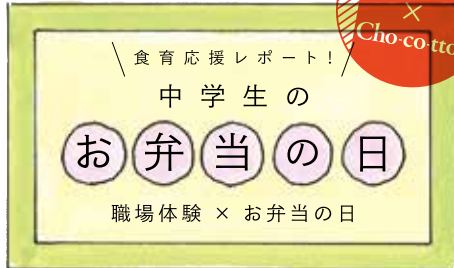 ×
Cho-co-tto
食育応援レポート!
中学生の
お弁当の日
職場体験 × お弁当の日